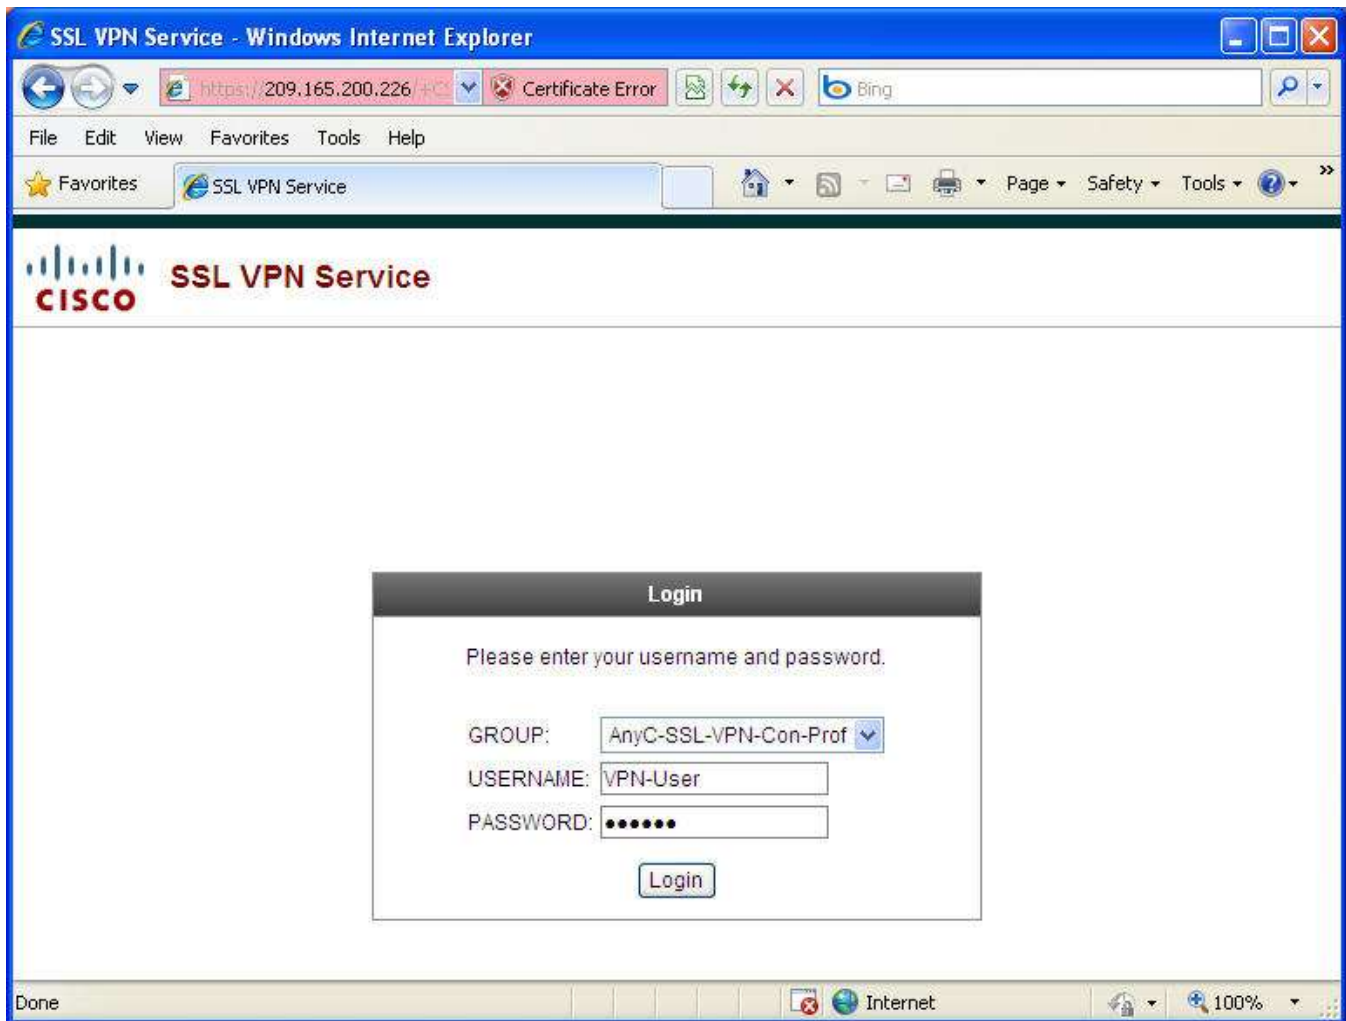 SSL VPN Service - Windows Internet Explorer
https://209.165.200.226/+CS Certificate Error Bing
File Edit View Favorites Tools Help
Favorites SSL VPN Service Page Safety Tools »
CISCO SSL VPN Service
Login
Please enter your username and password.
GROUP: AnyC-SSL-VPN-Con-Prof
USERNAME: VPN-User
PASSWORD: ••••••
Login
Done Internet 100%